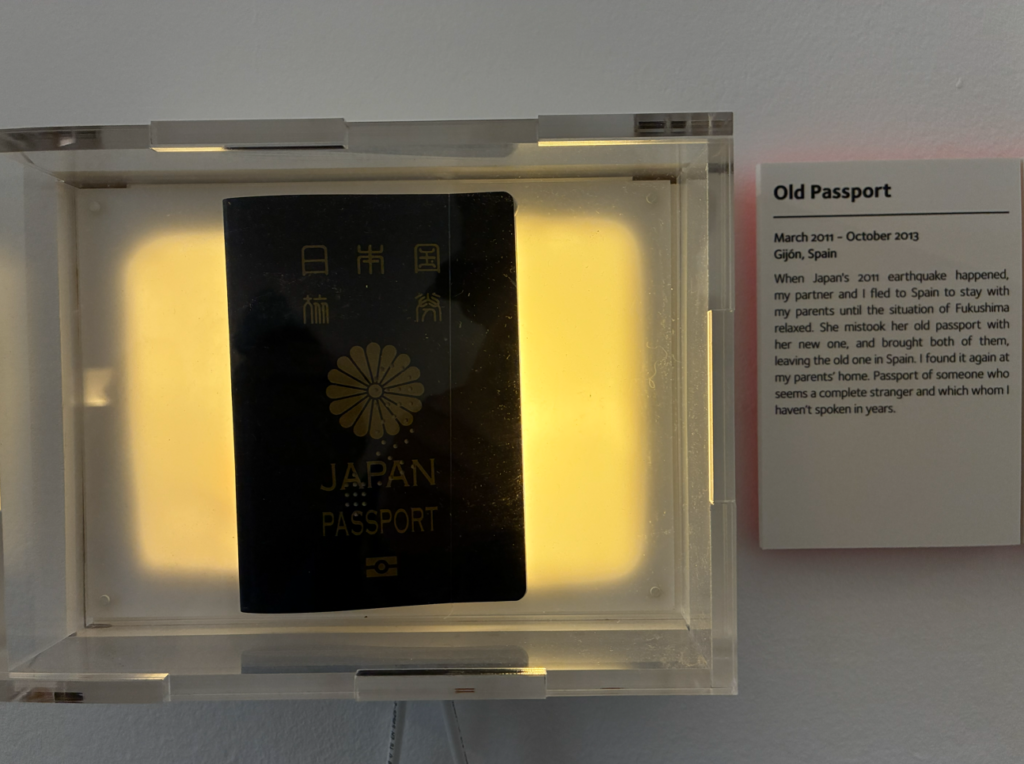 日本国
旅 券
JAPAN
PASSPORT
Old Passport
March 2011 – October 2013
Gijón, Spain
When Japan's 2011 earthquake happened,
my partner and I fled to Spain to stay with
my parents until the situation of Fukushima
relaxed. She mistook her old passport with
her new one, and brought both of them,
leaving the old one in Spain. I found it again at
my parents' home. Passport of someone who
seems a complete stranger and which whom I
haven't spoken in years.